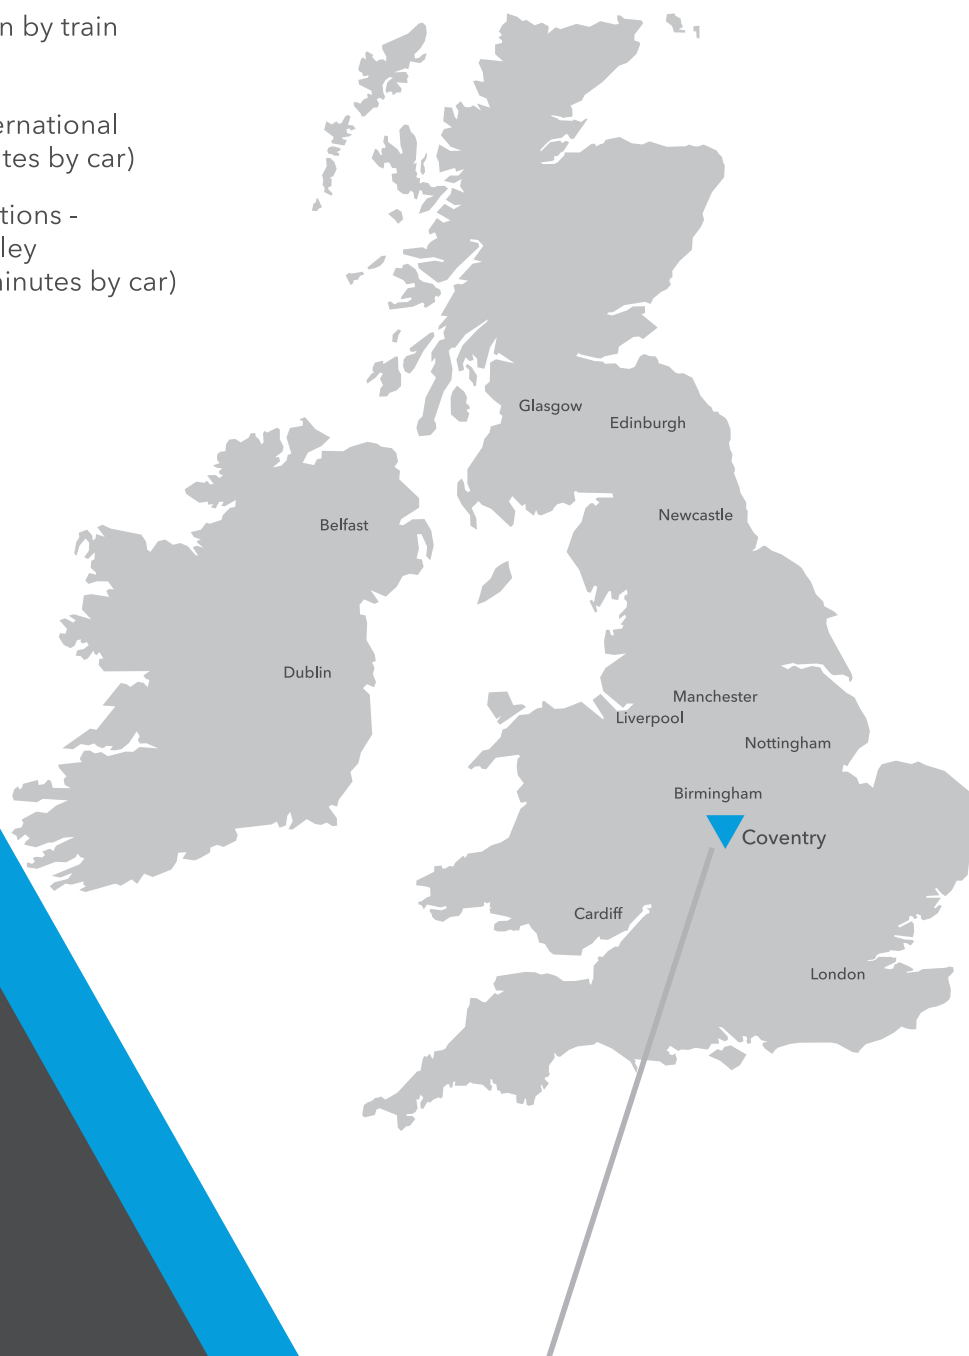 n by train
ernational
tes by car)
tions -
ley
inutes by car)
Glasgow
Edinburgh
Newcastle
Belfast
Dublin
Manchester
Liverpool
Nottingham
Birmingham
Coventry
Cardiff
London